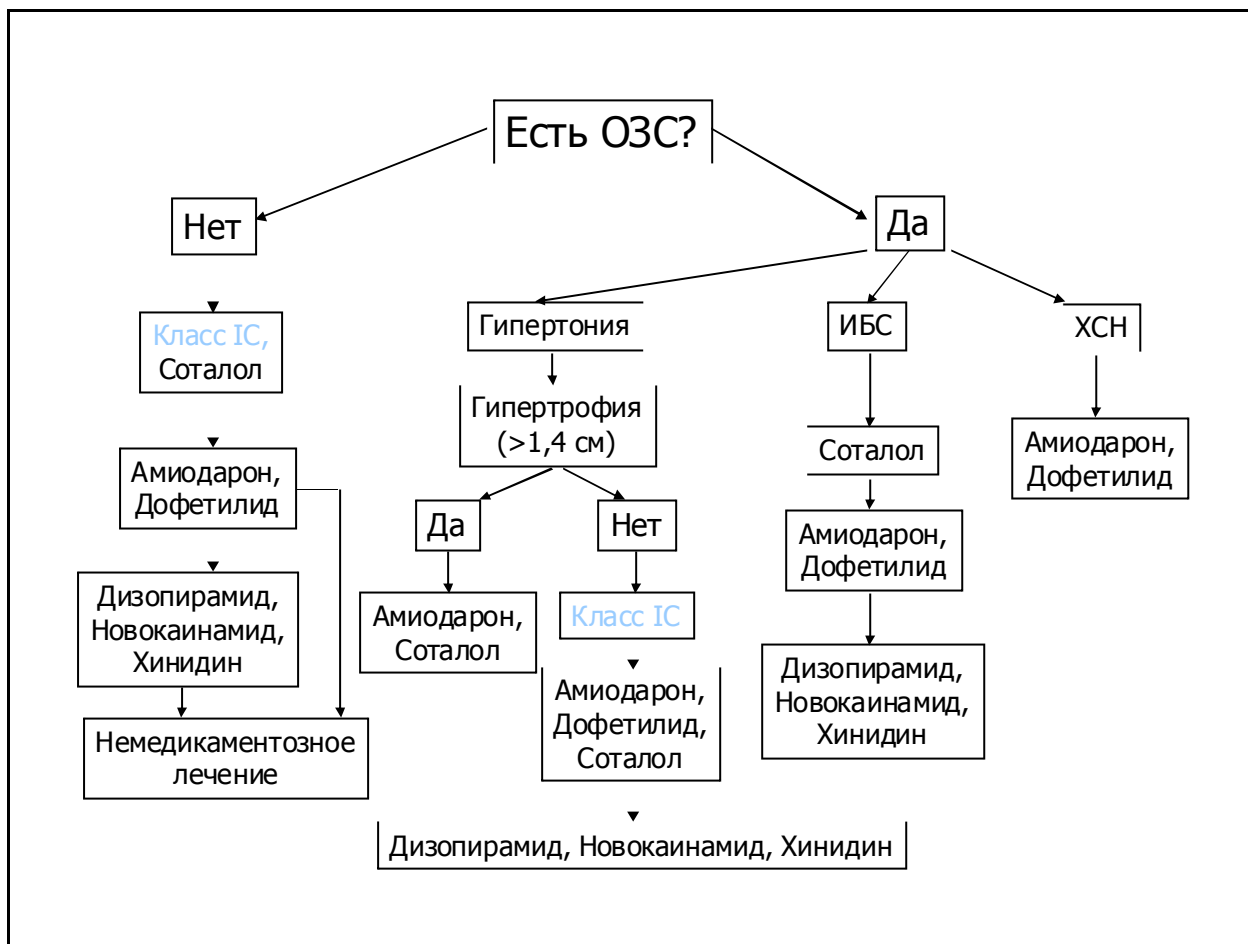 Есть ОЗС?
Нет
Да
Класс IC,
Соталол
Амиодарон,
Дофетилид
Дизопирамид,
Новокаинамид,
Хинидин
Немедикаментозное
лечение
Гипертония
Гипертрофия
(>1,4 см)
Да
Амиодарон,
Соталол
Нет
Класс IC
Амиодарон,
Дофетилид,
Соталол
Дизопирамид, Новокаинамид, Хинидин
ИБС
Соталол
Амиодарон,
Дофетилид
Дизопирамид,
Новокаинамид,
Хинидин
ХСН
Амиодарон,
Дофетилид